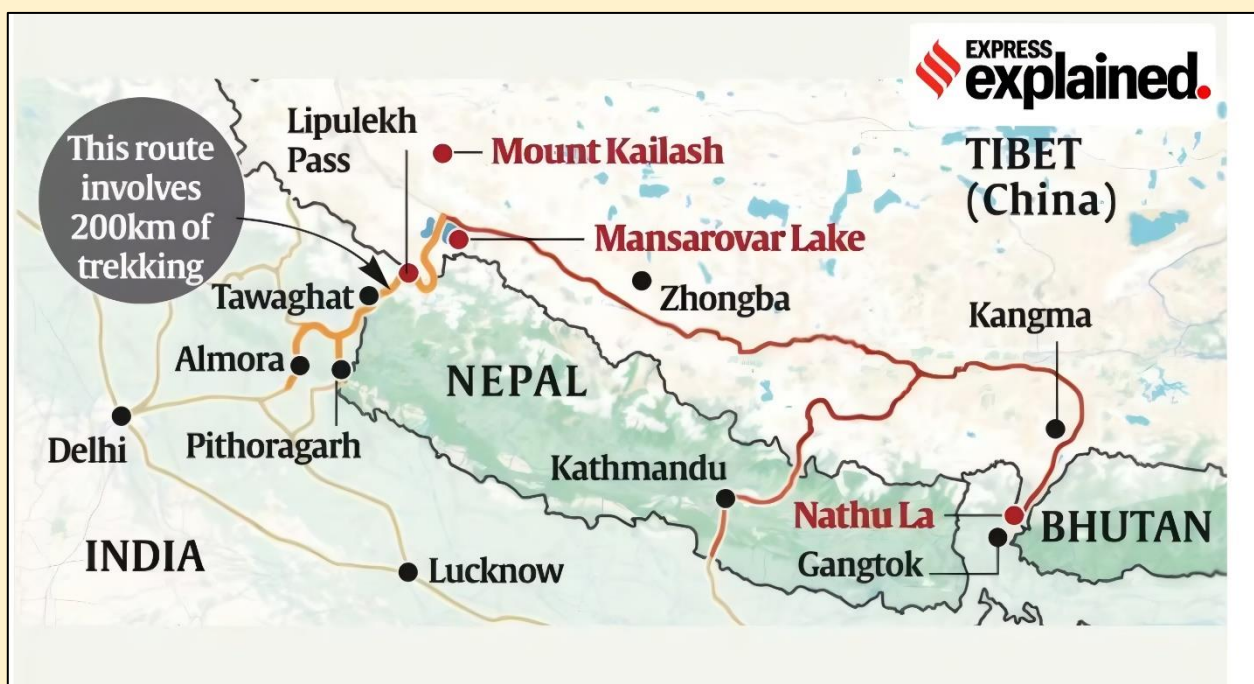 EXPRESS
explained.
This route
involves
200km of
trekking
Lipulekh
Pass
Mount Kailash
TIBET
(China)
Mansarovar Lake
Tawaghat
Zhongba
Kangma
Almora
NEPAL
Delhi
Pithoragarh
Kathmandu
Nathu La
BHUTAN
INDIA
Lucknow
Gangtok